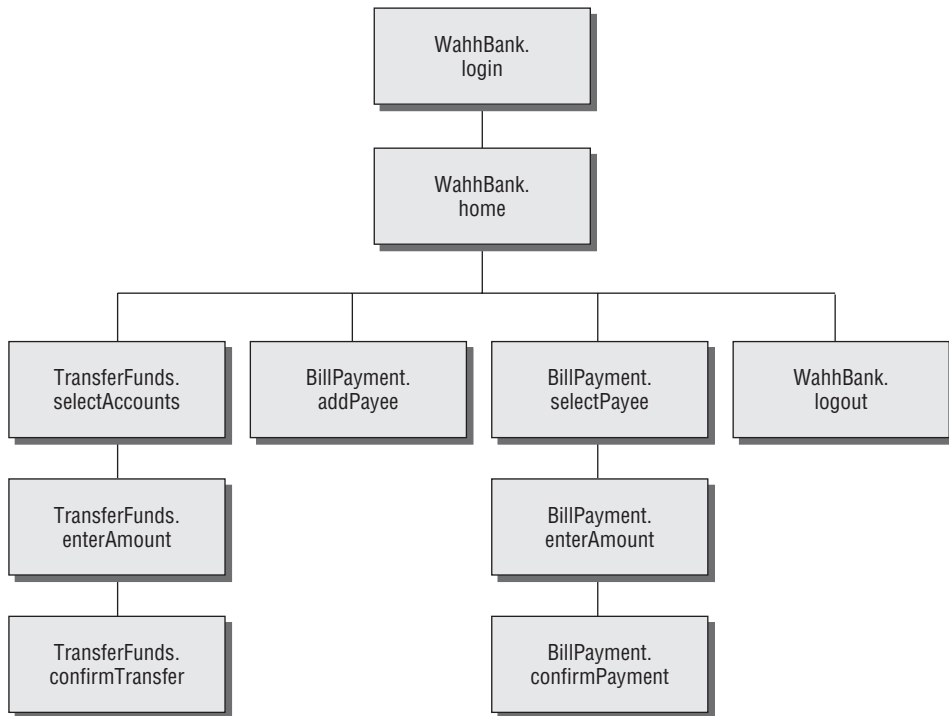 WahhBank.
login
WahhBank.
home
TransferFunds.
selectAccounts
BillPayment.
addPayee
BillPayment.
selectPayee
WahhBank.
logout
TransferFunds.
enterAmount
BillPayment.
enterAmount
TransferFunds.
confirmTransfer
BillPayment.
confirmPayment